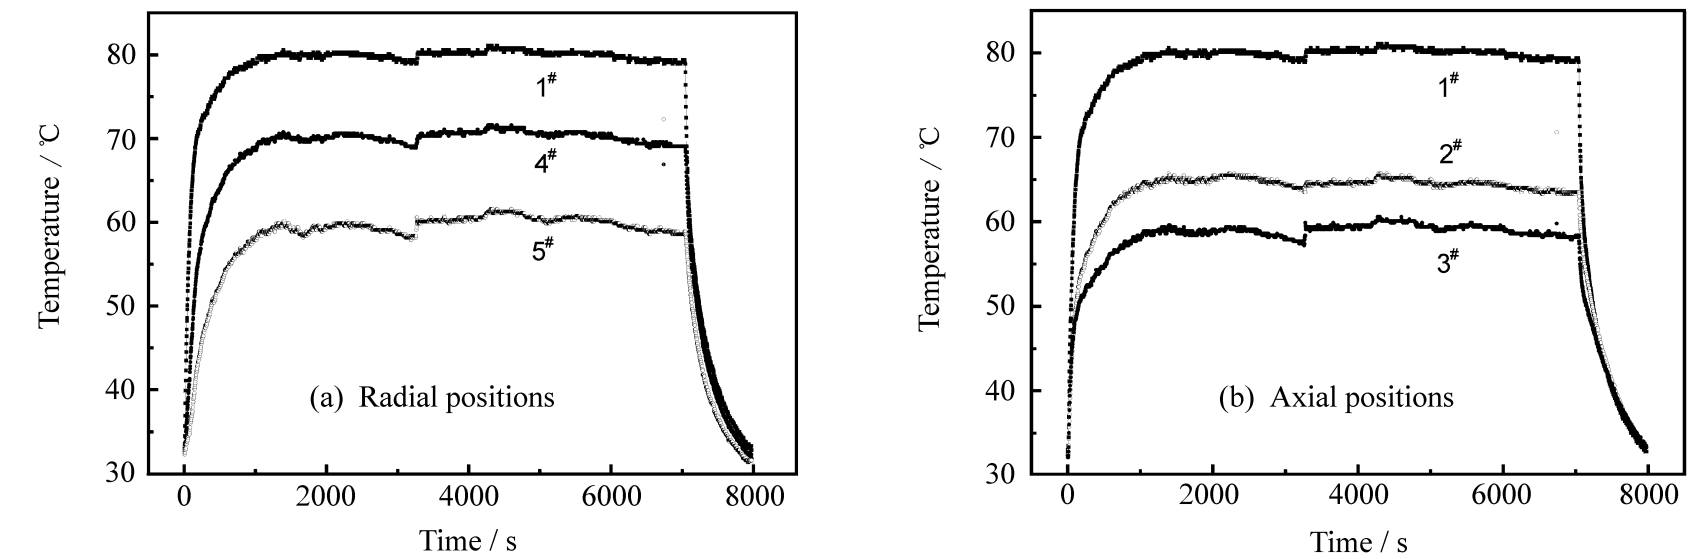 80
70
60
50
40
30
Temperature / ℃
1#
4#
5#
(a) Radial positions
0 2000 4000 6000 8000
Time / s
80
70
60
50
40
30
Temperature / ℃
1#
2#
3#
(b) Axial positions
0 2000 4000 6000 8000
Time / s